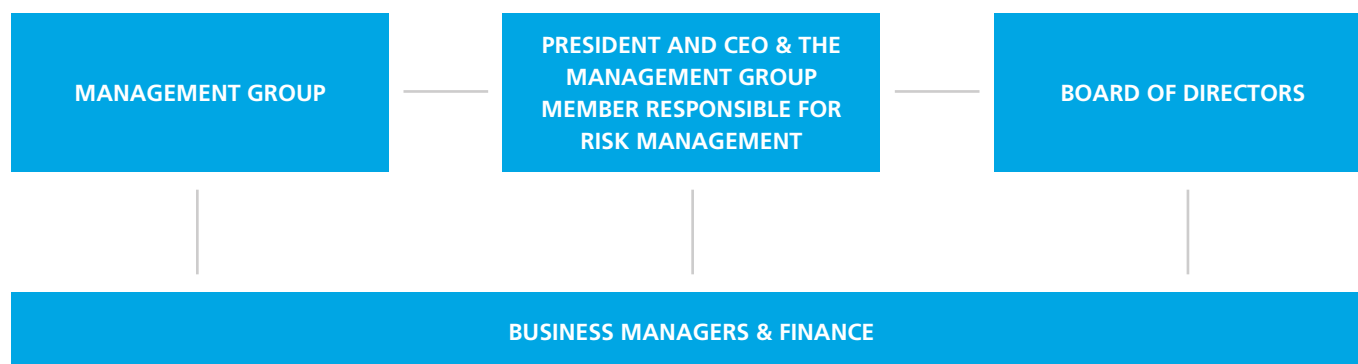 MANAGEMENT GROUP
PRESIDENT AND CEO & THE
MANAGEMENT GROUP
MEMBER RESPONSIBLE FOR
RISK MANAGEMENT
BOARD OF DIRECTORS
BUSINESS MANAGERS & FINANCE